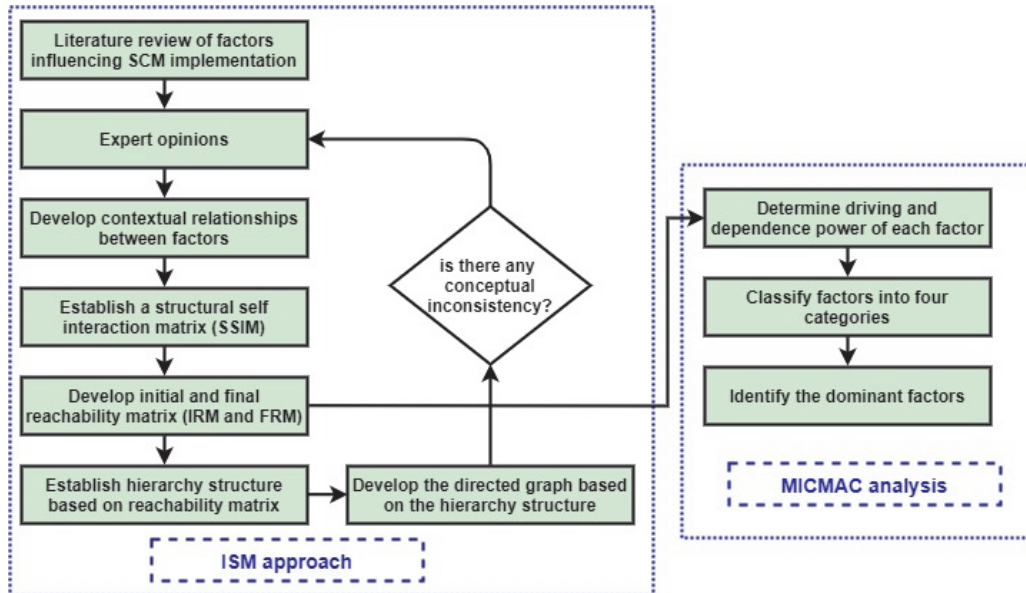 Literature review of factors
influencing SCM implementation
Expert opinions
Develop contextual relationships
between factors
Establish a structural self
interaction matrix (SSIM)
Develop initial and final
reachability matrix (IRM and FRM)
Establish hierarchy structure
based on reachability matrix
Develop the directed graph based
on the hierarchy structure
is there any
conceptual
inconsistency?
ISM approach
Determine driving and
dependence power of each factor
Classify factors into four
categories
Identify the dominant factors
MICMAC analysis